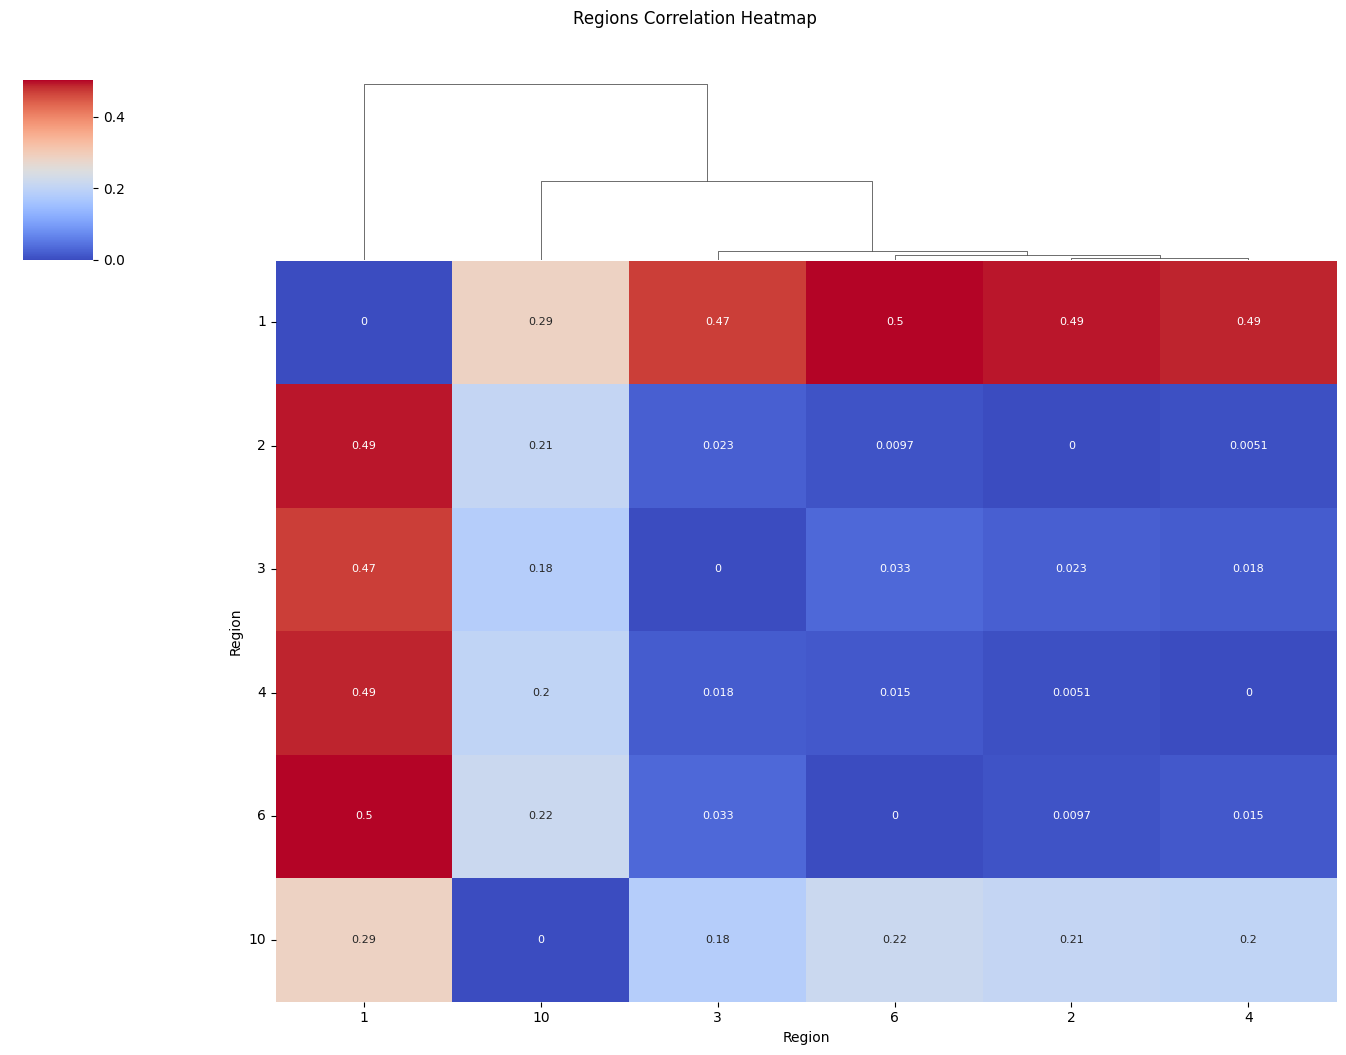 Regions Correlation Heatmap
0.4
0.2
0.0
1 0 0.29 0.47 0.5 0.49 0.49
2 0.49 0.21 0.023 0.0097 0 0.0051
3 0.47 0.18 0 0.033 0.023 0.018
Region
4 0.49 0.2 0.018 0.015 0.0051 0
6 0.5 0.22 0.033 0 0.0097 0.015
10 0.29 0 0.18 0.22 0.21 0.2
1 10 3 6 2 4
Region